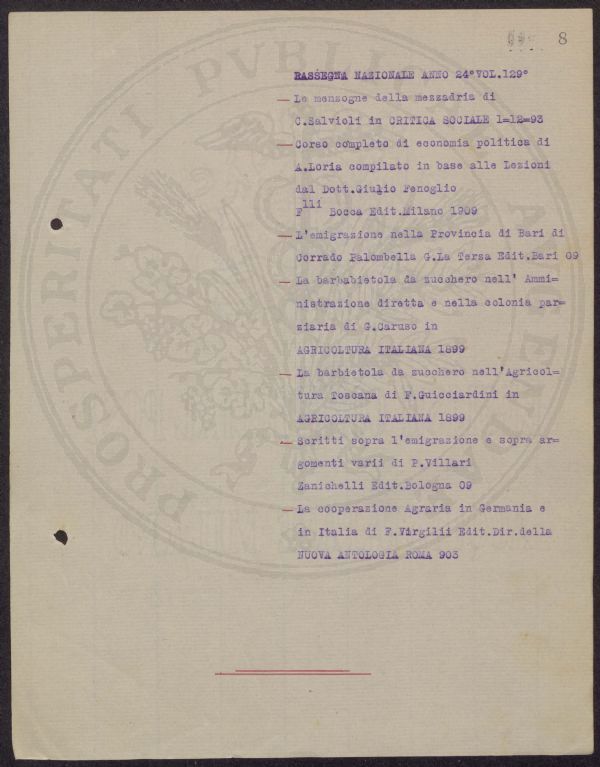 8
RASSEGNA NAZIONALE ANNO 24°VOL.129°
— Le menzogne della mezzadria di
C.Salvioli in CRITICA SOCIALE 1=12=93
— Corso completo di economia politica di
A.Loria compilato in base alle Lezioni
dal Dott.Giulio Fenoglio
Flli Bocca Edit.Milano 1909
— L'emigrazione nella Provincia di Bari di
Corrado Palombella G.La Terza Edit.Bari 09
— La barbabietola da zucchero nell' Ammi=
nistrazione diretta e nella colonia par=
ziaria di G.Caruso in
AGRICOLTURA ITALIANA 1899
— La barbietola da zucchero nell'Agricol=
tura Toscana di F.Guicciardini in
AGRICOLTURA ITALIANA 1899
— Scritti sopra l'emigrazione e sopra ar=
gomenti varii di P.Villari
Zanichelli Edit.Bologna 09
— La cooperazione Agraria in Germania e
in Italia di F.Virgilii Edit.Dir.della
NUOVA ANTOLOGIA ROMA 903
PROSPERITATI PVBLICAE AVGENDAE